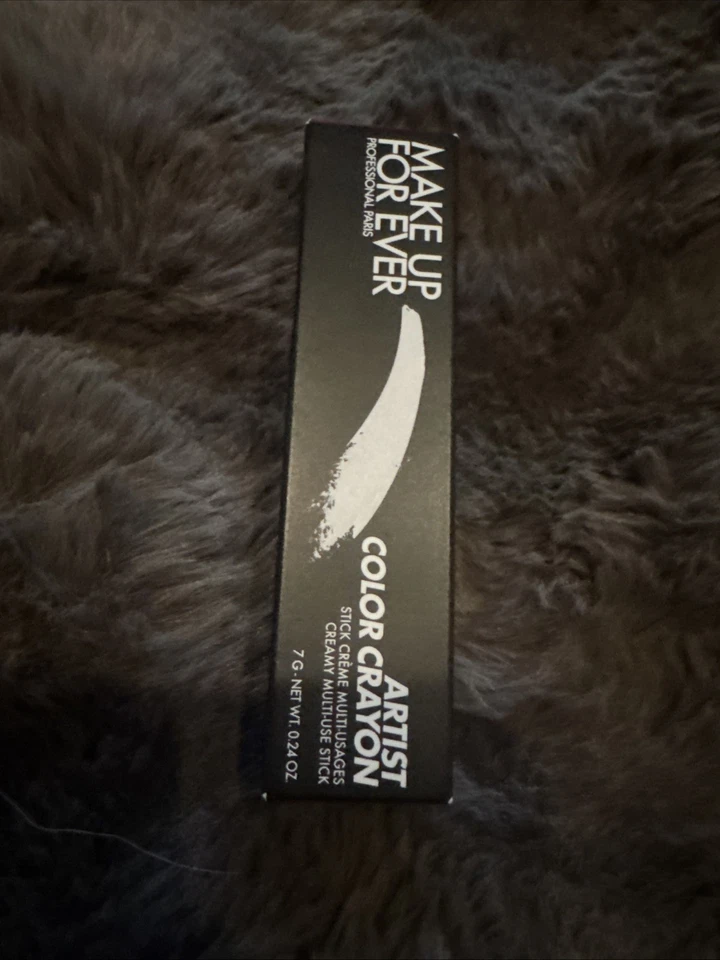 MAKE UP
FOR EVER
PROFESSIONAL PARIS
ARTIST
COLOR CRAYON
STICK CRÈME MULTI-USAGES
CREAMY MULTI-USE STICK
7 G - NET WT. 0.24 OZ